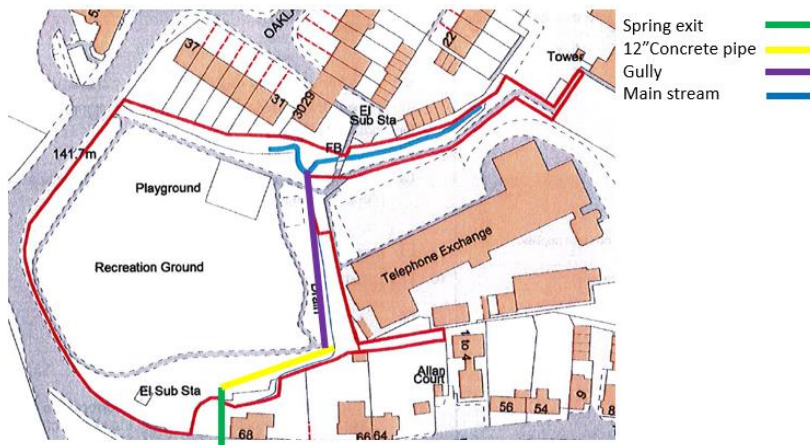 Spring exit
12”Concrete pipe
Gully
Main stream
OAKLA
37
31
3029
22
Tower
El
Sub Sta
FB
141.7m
Playground
Recreation Ground
Drain
Telephone Exchange
El Sub Sta
Allan
Court
1 to 4
68
66
64
56
54
9
8